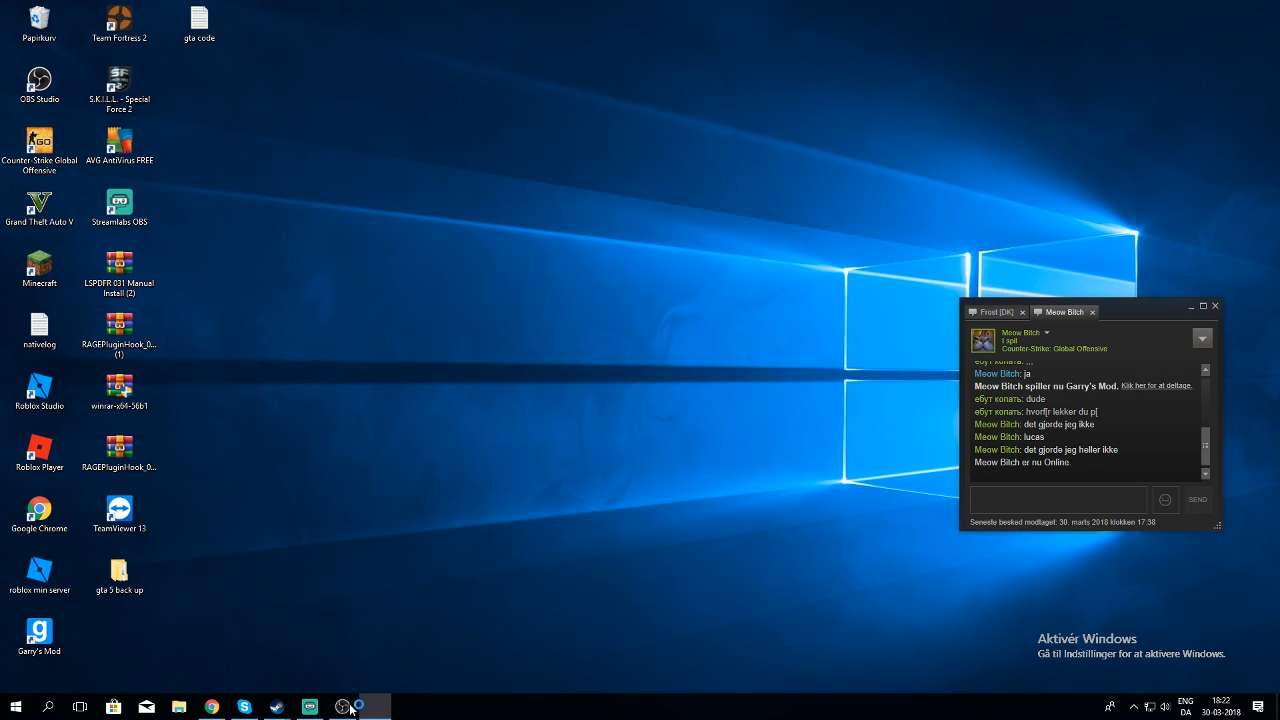 Papirkurv
Team Fortress 2
gta code
OBS Studio
S.K.I.L.L. - Special
Force 2
Counter-Strike Global
Offensive
AVG AntiVirus FREE
Grand Theft Auto V
Streamlabs OBS
Minecraft
LSPDFR 031 Manual
Install (2)
nativelog
RAGEPluginHook_0...
(1)
Roblox Studio
winrar-x64-56b1
Roblox Player
RAGEPluginHook_0...
Google Chrome
TeamViewer 13
roblox min server
gta 5 back up
Garry's Mod
Frost [DK]
Meow Bitch
Meow Bitch
I spil
Counter-Strike: Global Offensive
ебут копать: ,,,
Meow Bitch: ja
Meow Bitch spiller nu Garry's Mod. Klik her for at deltage.
ебут копать: dude
ебут копать: hvorf[r lekker du p[
Meow Bitch: det gjorde jeg ikke
Meow Bitch: lucas
Meow Bitch: det gjorde jeg heller ikke
Meow Bitch er nu Online.
SEND
Seneste besked modtaget: 30. marts 2018 klokken 17:38
Aktivér Windows
Gå til Indstillinger for at aktivere Windows.
ENG
DA
18:22
30-03-2018